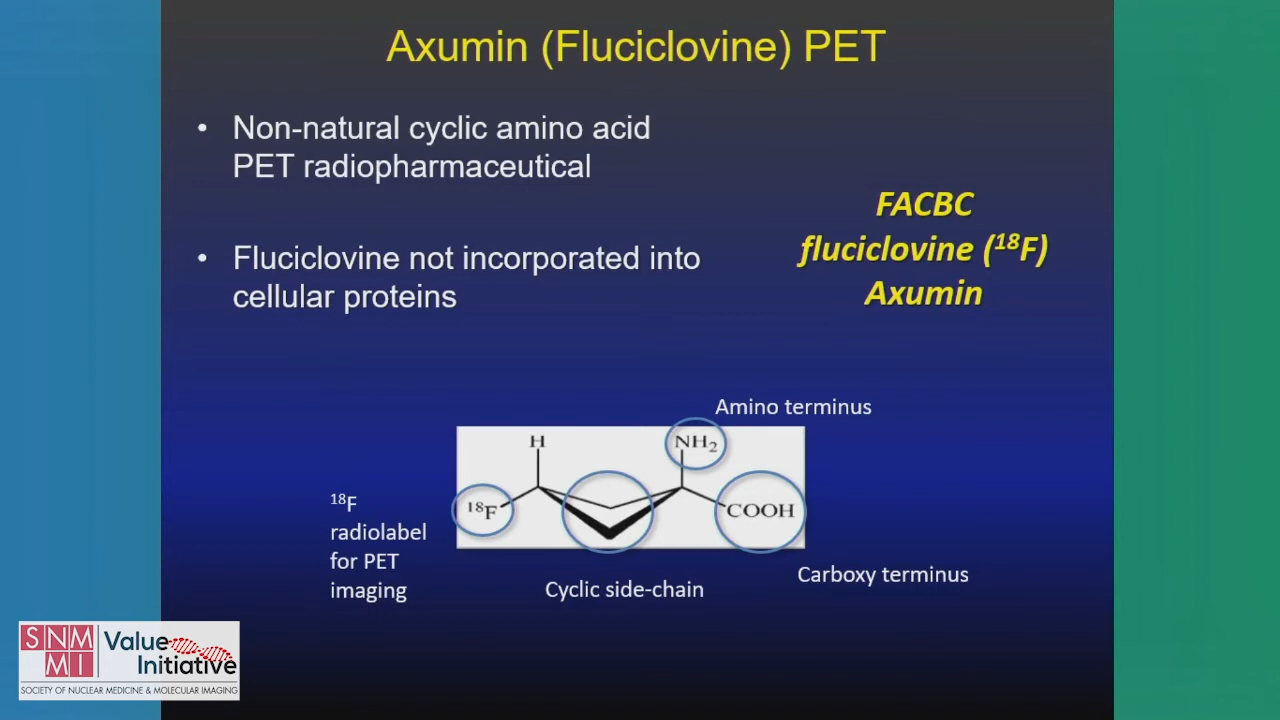 Axumin (Fluciclovine) PET
• Non-natural cyclic amino acid
PET radiopharmaceutical
• Fluciclovine not incorporated into
cellular proteins
FACBC
fluciclovine (¹⁸F)
Axumin
Amino terminus
H
NH₂
¹⁸F
COOH
¹⁸F
radiolabel
for PET
imaging
Cyclic side-chain
Carboxy terminus
SNM
MI
Value
Initiative
SOCIETY OF NUCLEAR MEDICINE & MOLECULAR IMAGING